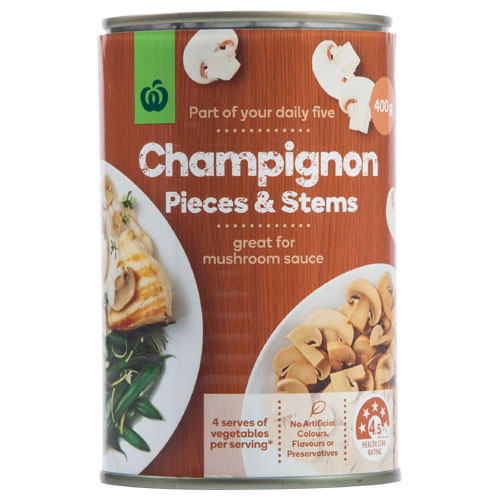 Part of your daily five
400g
Champignon
Pieces & Stems
great for
mushroom sauce
4 serves of
vegetables
per serving*
No Artificial
Colours,
Flavours or
Preservatives
4.5
HEALTH STAR
RATING